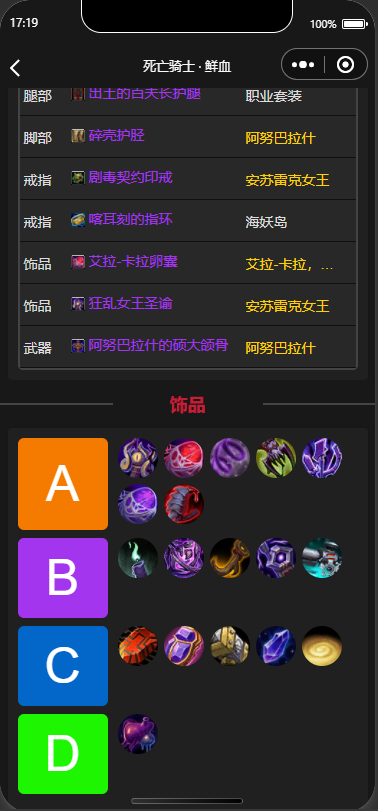 17:19
100%
死亡骑士 · 鲜血
腿部 出土的百夫长护腿 职业套装
脚部 碎壳护胫 阿努巴拉什
戒指 剧毒契约印戒 安苏雷克女王
戒指 喀耳刻的指环 海妖岛
饰品 艾拉-卡拉卵囊 艾拉-卡拉，...
饰品 狂乱女王圣谕 安苏雷克女王
武器 阿努巴拉什的硕大颌骨 阿努巴拉什
饰品
A
B
C
D